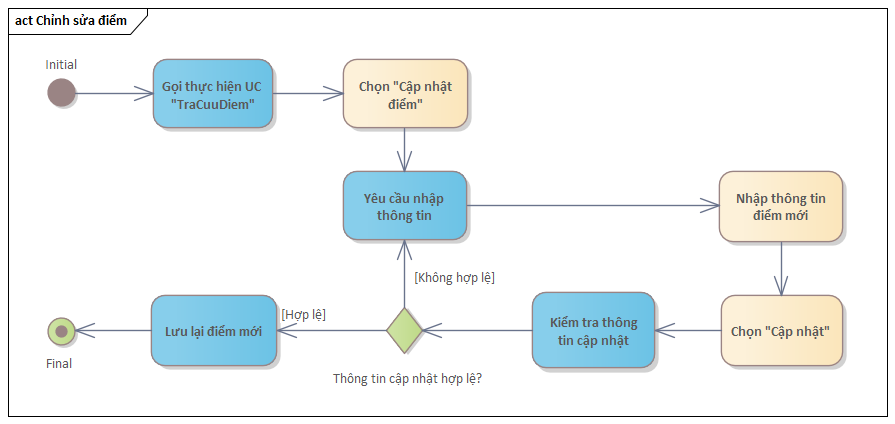 act Chỉnh sửa điểm
Initial
Gọi thực hiện UC
"TraCuuDiem"
Chọn "Cập nhật
điểm"
Yêu cầu nhập
thông tin
Nhập thông tin
điểm mới
[Không hợp lệ]
[Hợp lệ]
Lưu lại điểm mới
Kiểm tra thông
tin cập nhật
Chọn "Cập nhật"
Final
Thông tin cập nhật hợp lệ?